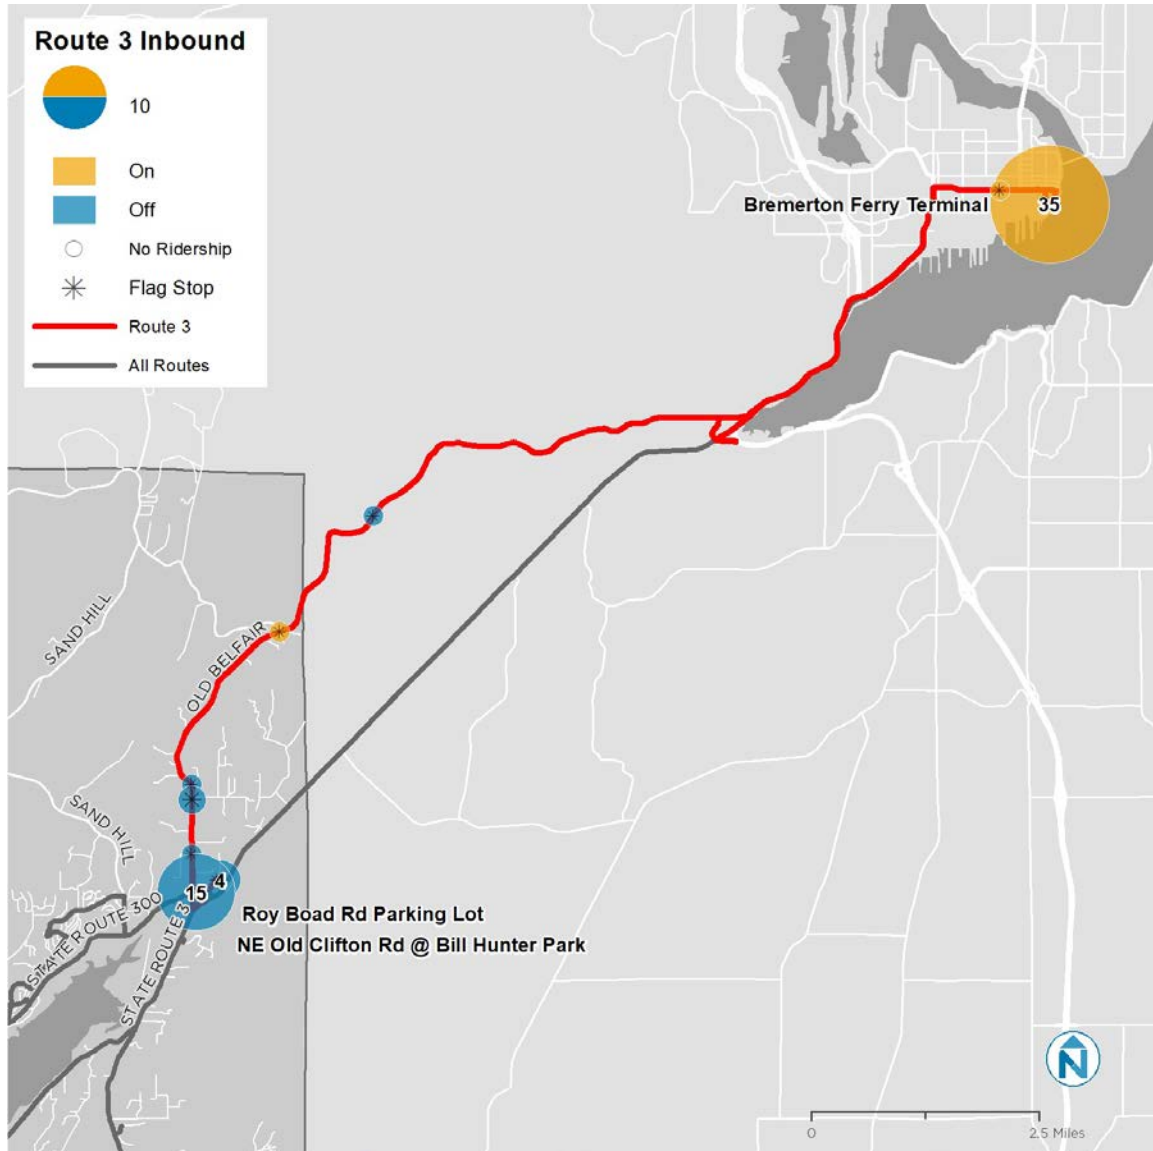 Route 3 Inbound
10
On
Off
No Ridership
Flag Stop
Route 3
All Routes
Bremerton Ferry Terminal
35
SAND HILL
OLD BELFAIR
SAND HILL
STATE ROUTE 300
STATE ROUTE 3
15
4
Roy Boad Rd Parking Lot
NE Old Clifton Rd @ Bill Hunter Park
N
0
2.5 Miles